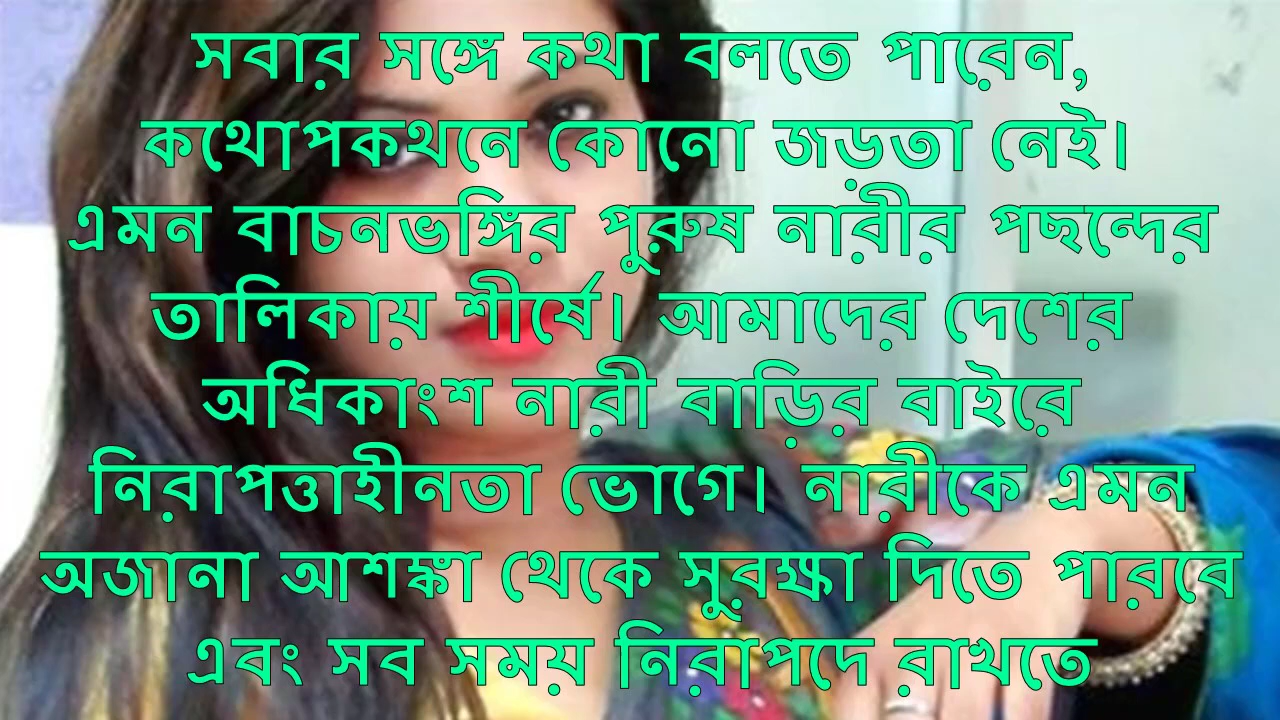 সবার সঙ্গে কথা বলতে পারেন,
কথোপকথনে কোনো জড়তা নেই।
এমন বাচনভঙ্গির পুরুষ নারীর পছন্দের
তালিকায় শীর্ষে। আমাদের দেশের
অধিকাংশ নারী বাড়ির বাইরে
নিরাপত্তাহীনতা ভোগে। নারীকে এমন
অজানা আশঙ্কা থেকে সুরক্ষা দিতে পারবে
এবং সব সময় নিরাপদে রাখতে